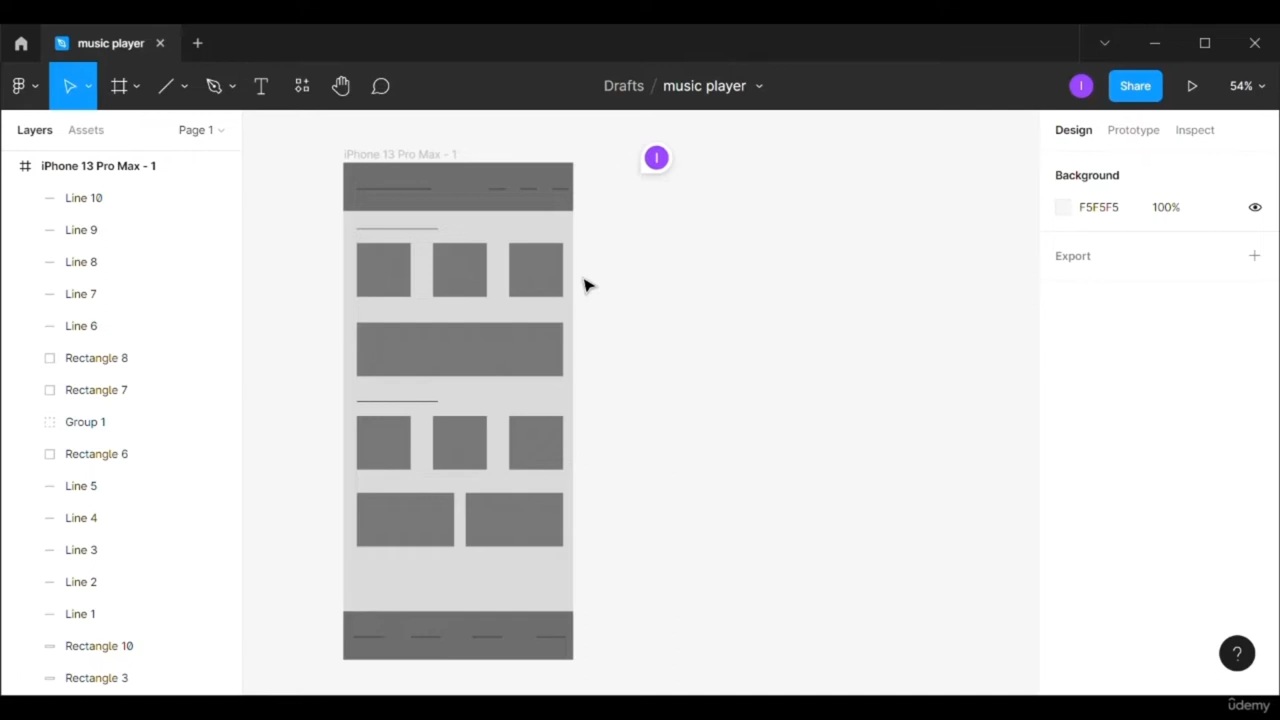 music player
Drafts / music player
I
Share
54%
Layers
Assets
Page 1
Design
Prototype
Inspect
iPhone 13 Pro Max - 1
Line 10
Line 9
Line 8
Line 7
Line 6
Rectangle 8
Rectangle 7
Group 1
Rectangle 6
Line 5
Line 4
Line 3
Line 2
Line 1
Rectangle 10
Rectangle 3
iPhone 13 Pro Max - 1
I
Background
F5F5F5
100%
Export
?
ûdemy